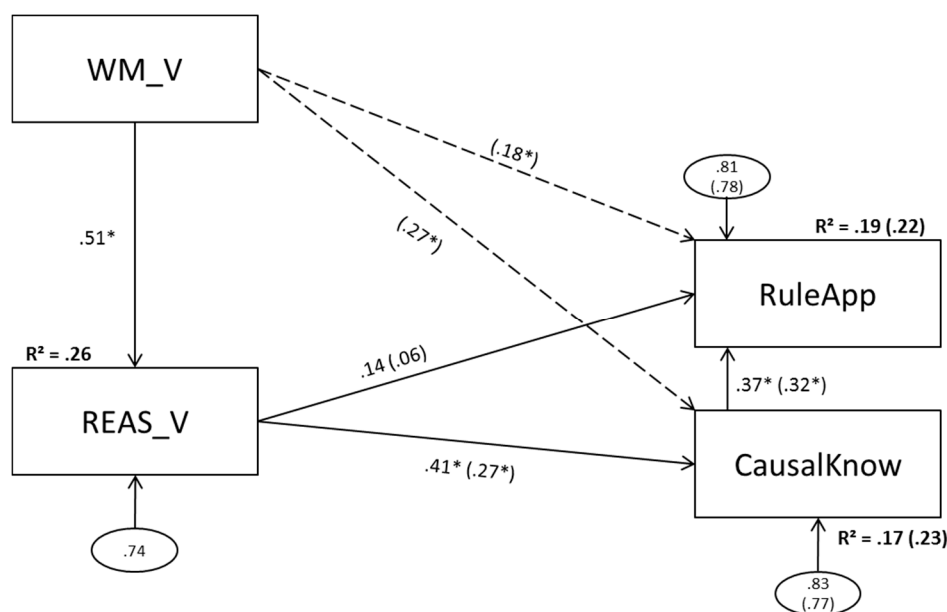 WM_V
(.18*)
.81
(.78)
(.27*)
R² = .19 (.22)
.51*
RuleApp
R² = .26
.14 (.06)
.37* (.32*)
REAS_V
.41* (.27*)
CausalKnow
.74
R² = .17 (.23)
.83
(.77)